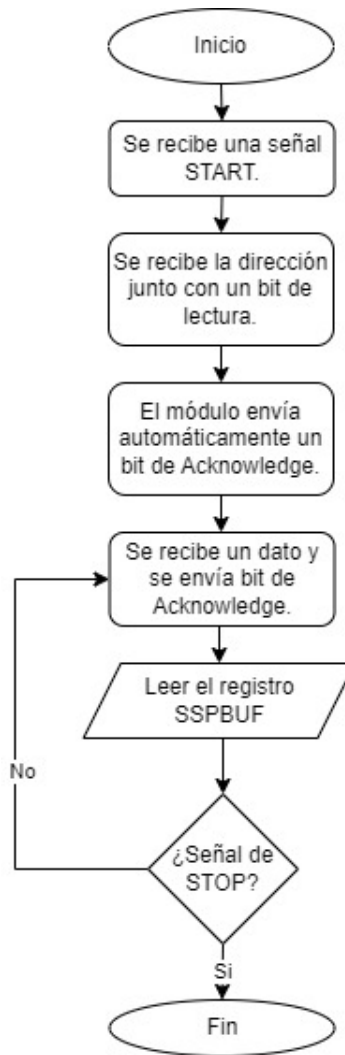 Inicio
Se recibe una señal
START.
Se recibe la dirección
junto con un bit de
lectura.
El módulo envía
automáticamente un
bit de Acknowledge.
Se recibe un dato y
se envía bit de
Acknowledge.
Leer el registro
SSPBUF
No
¿Señal de
STOP?
Si
Fin